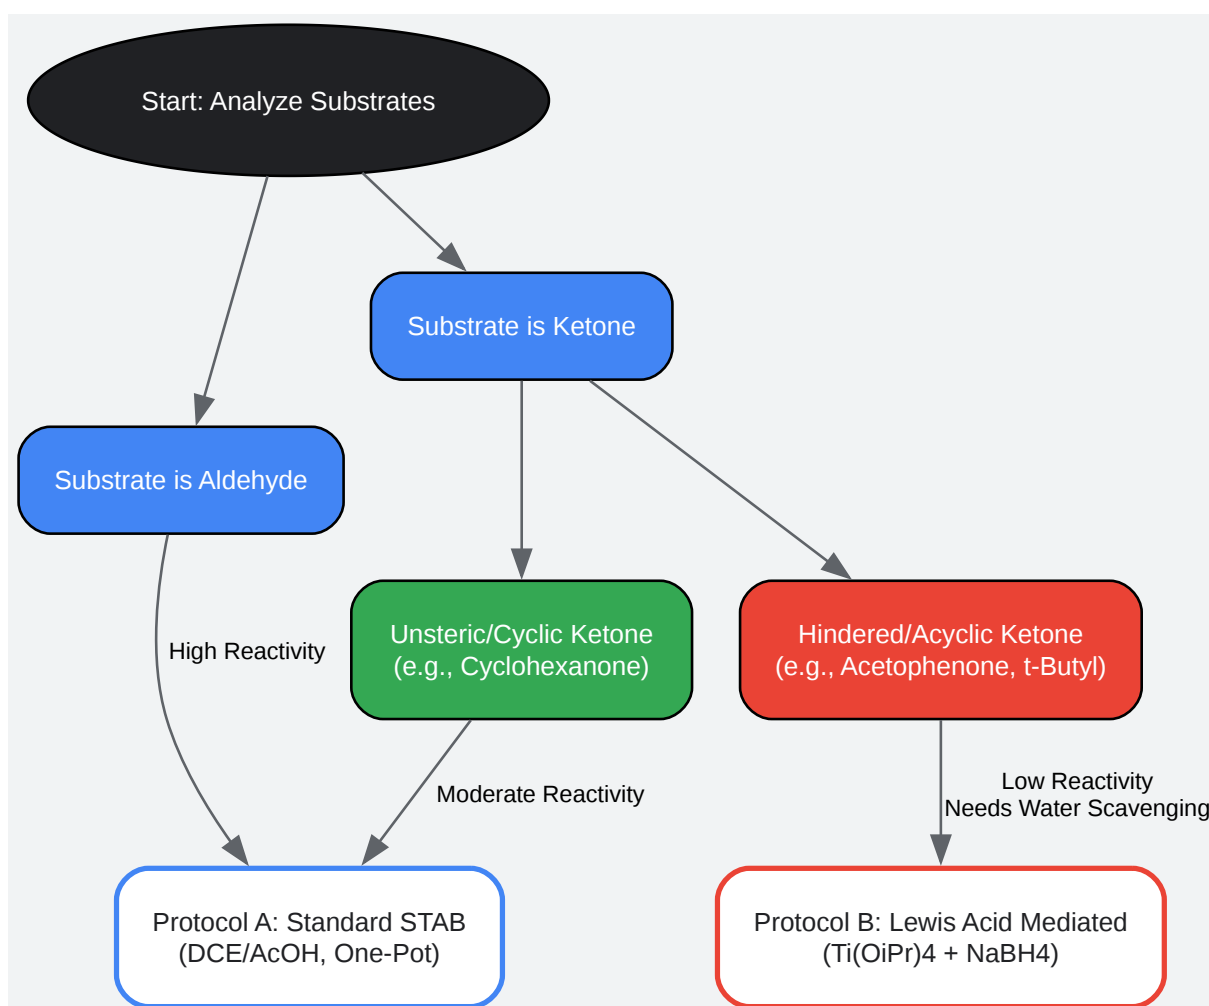 Start: Analyze Substrates
Substrate is Ketone
Substrate is Aldehyde
Unsteric/Cyclic Ketone
(e.g., Cyclohexanone)
Hindered/Acyclic Ketone
(e.g., Acetophenone, t-Butyl)
High Reactivity
Moderate Reactivity
Low Reactivity
Needs Water Scavenging
Protocol A: Standard STAB
(DCE/AcOH, One-Pot)
Protocol B: Lewis Acid Mediated
(Ti(OiPr)4 + NaBH4)